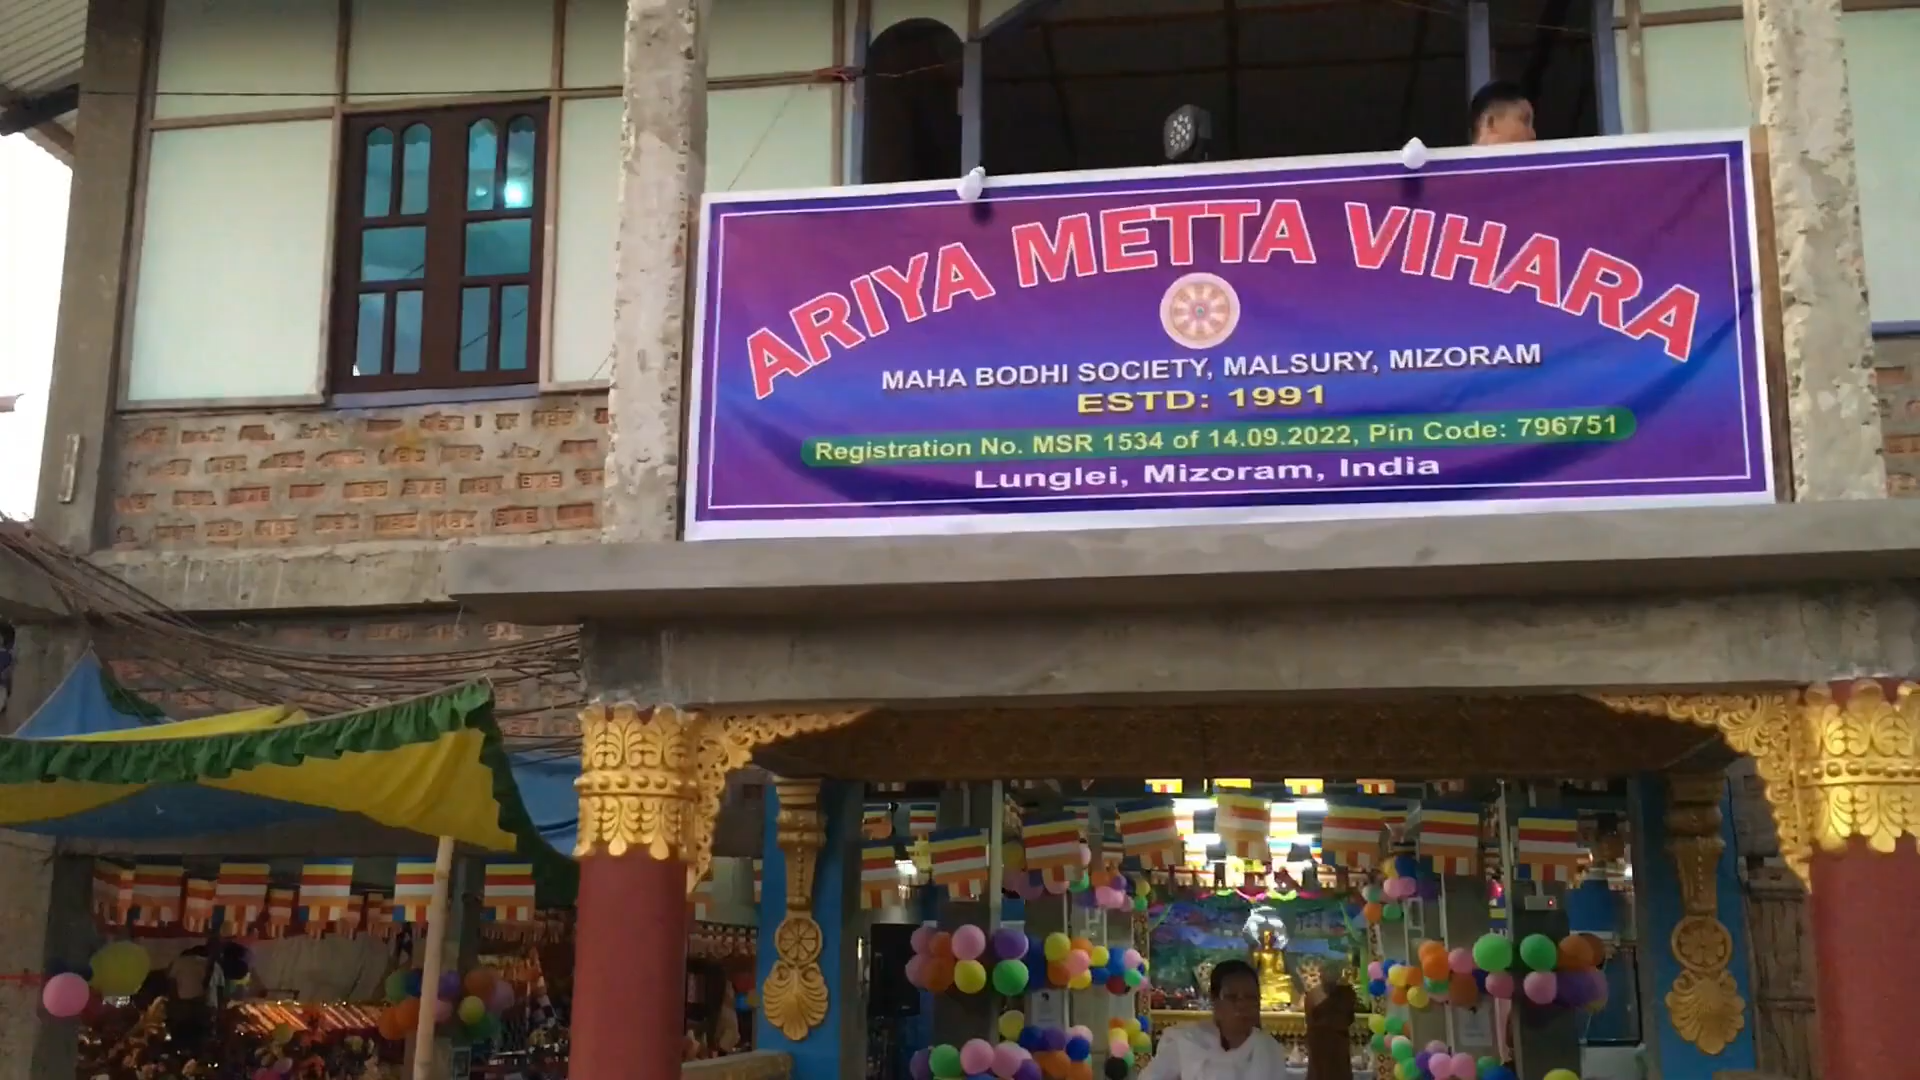 ARIYA METTA VIHARA
MAHA BODHI SOCIETY, MALSURY, MIZORAM
ESTD: 1991
Registration No. MSR 1534 of 14.09.2022, Pin Code: 796751
Lunglei, Mizoram, India